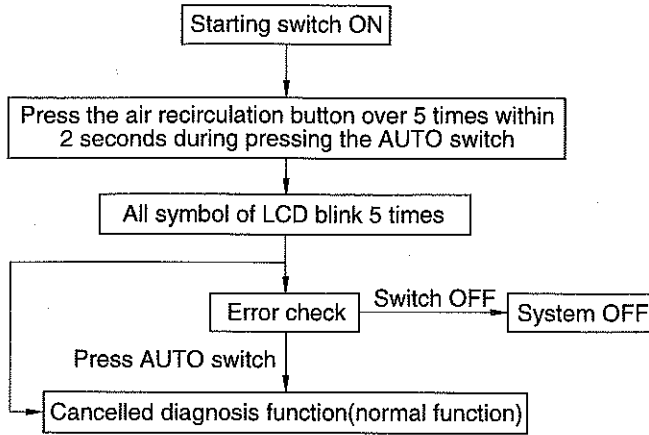 Starting switch ON
Press the air recirculation button over 5 times within
2 seconds during pressing the AUTO switch
All symbol of LCD blink 5 times
Error check
Switch OFF
System OFF
Press AUTO switch
Cancelled diagnosis function(normal function)